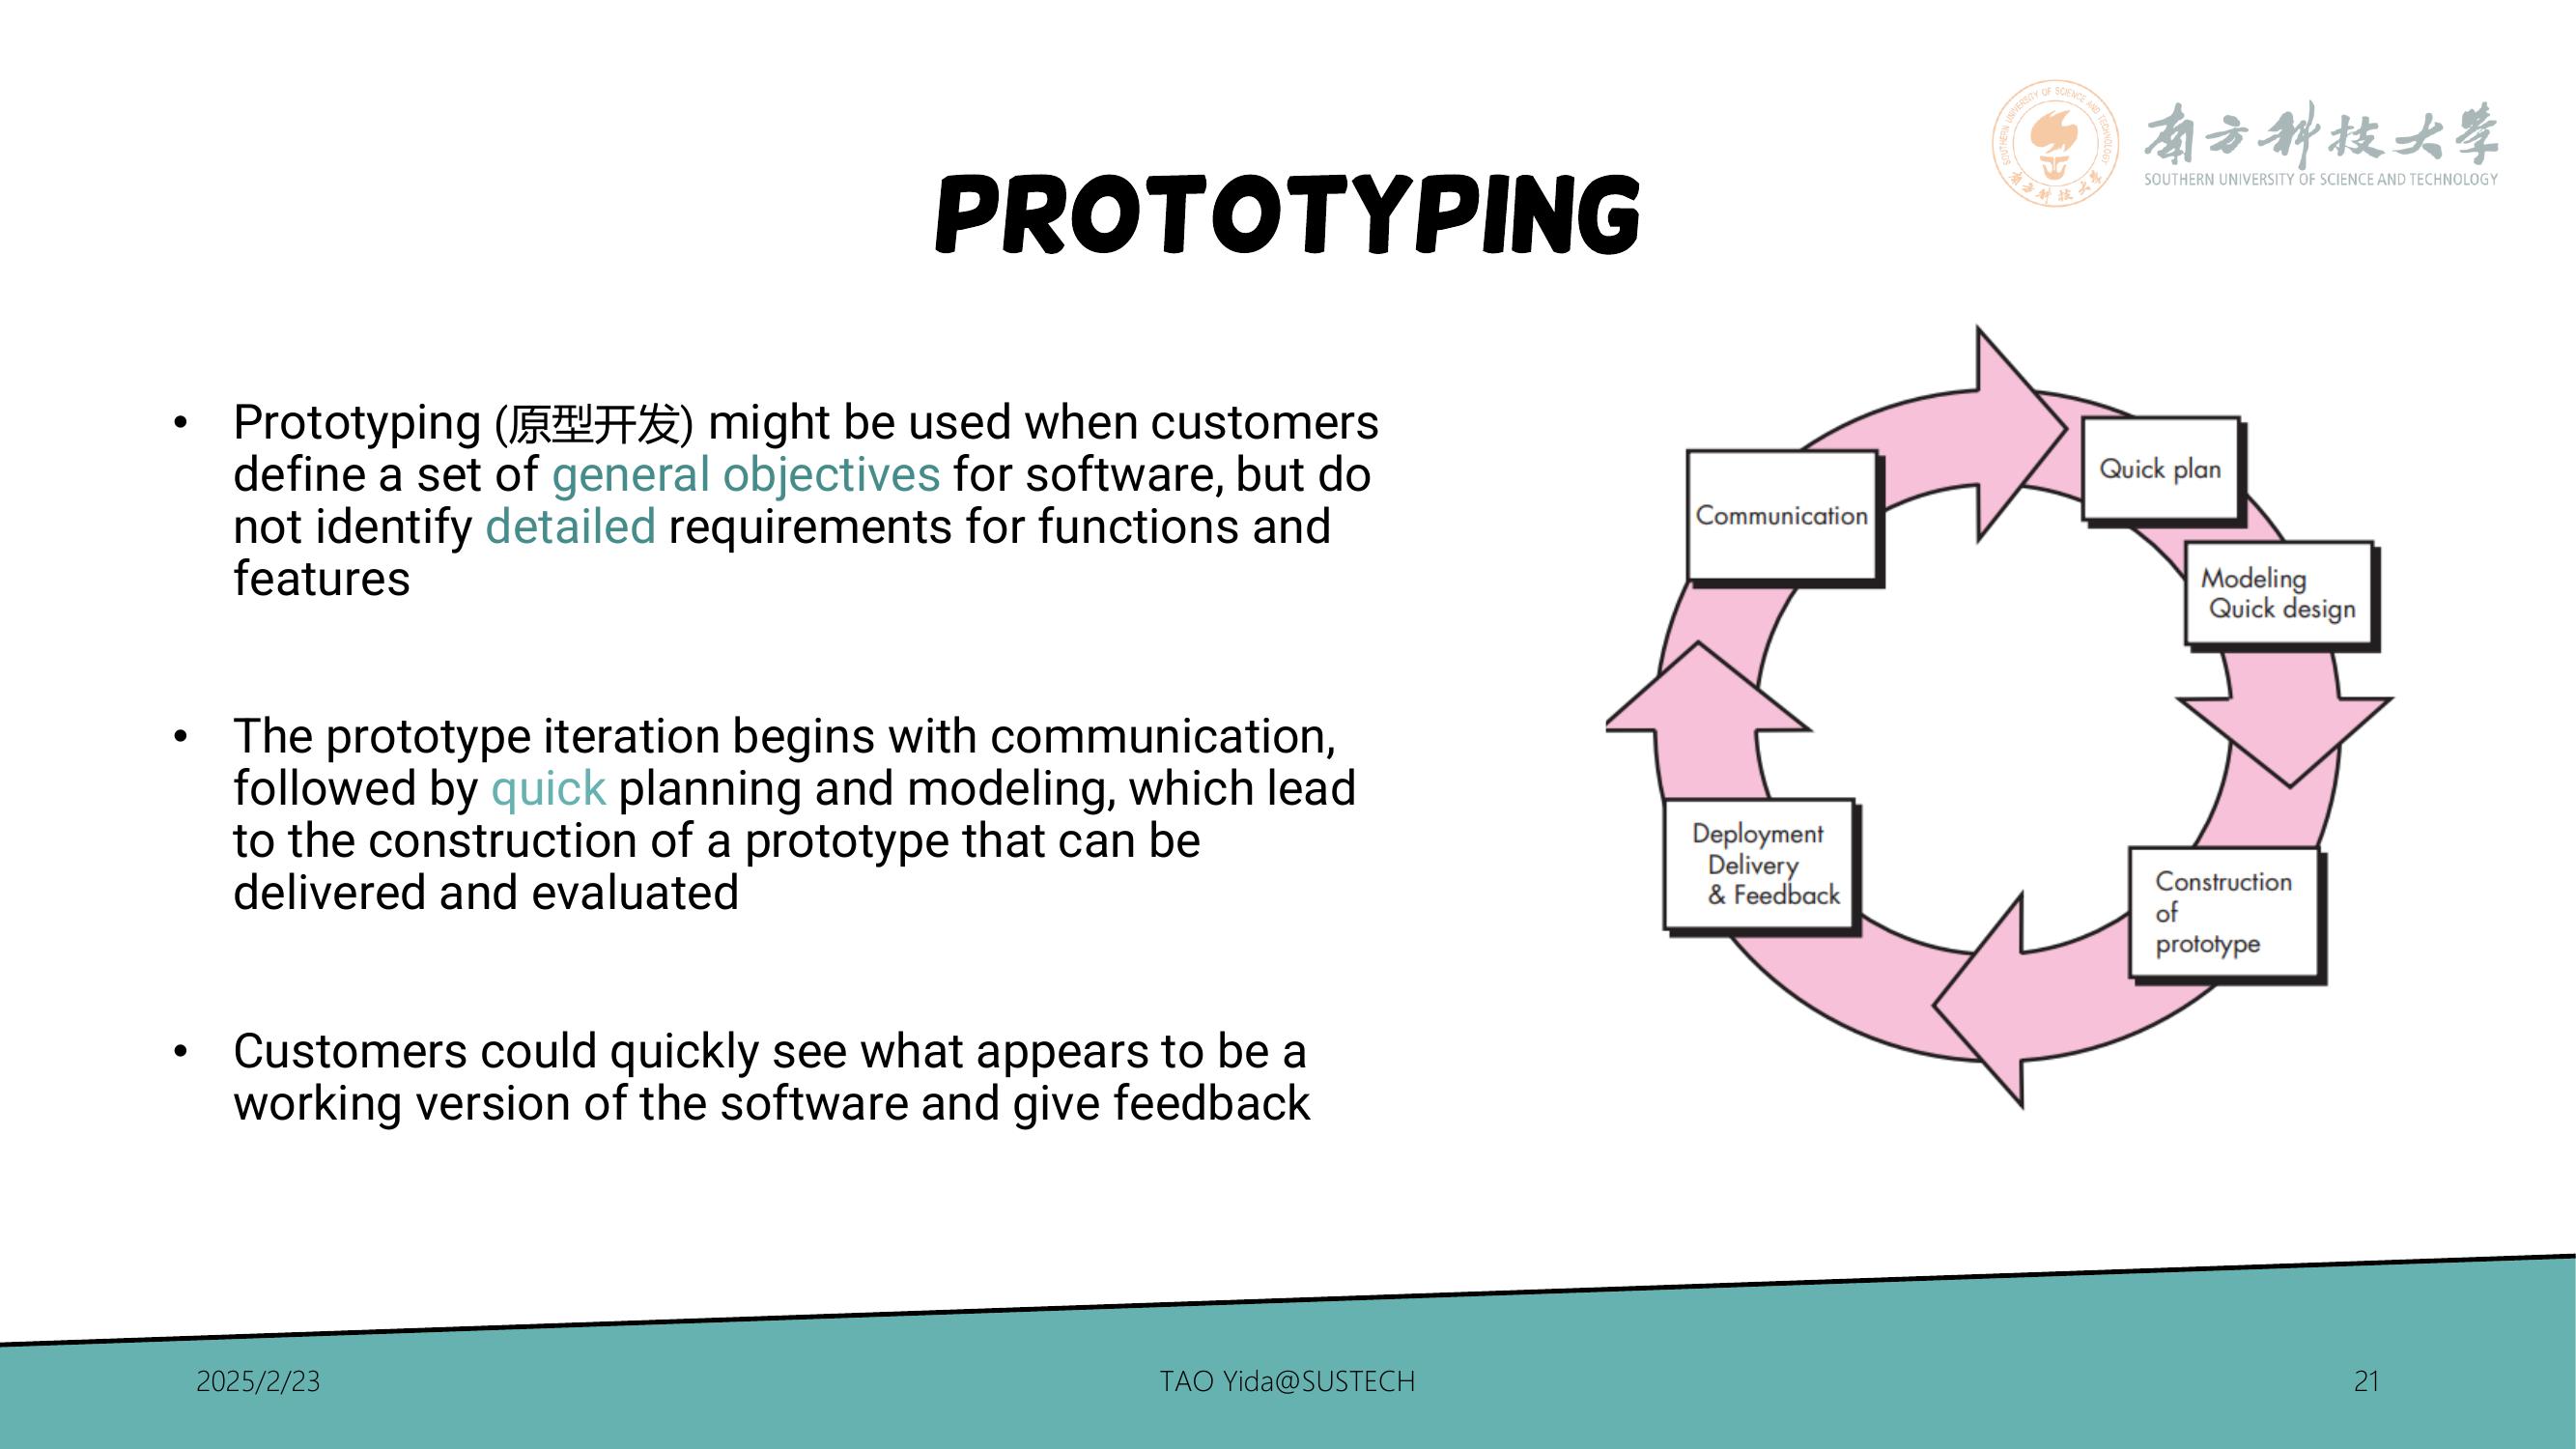 南方科技大学
SOUTHERN UNIVERSITY OF SCIENCE AND TECHNOLOGY
PROTOTYPING
• Prototyping (原型开发) might be used when customers
define a set of general objectives for software, but do
not identify detailed requirements for functions and
features
• The prototype iteration begins with communication,
followed by quick planning and modeling, which lead
to the construction of a prototype that can be
delivered and evaluated
• Customers could quickly see what appears to be a
working version of the software and give feedback
Communication
Quick plan
Modeling
Quick design
Construction
of
prototype
Deployment
Delivery
& Feedback
2025/2/23
TAO Yida@SUSTECH
21